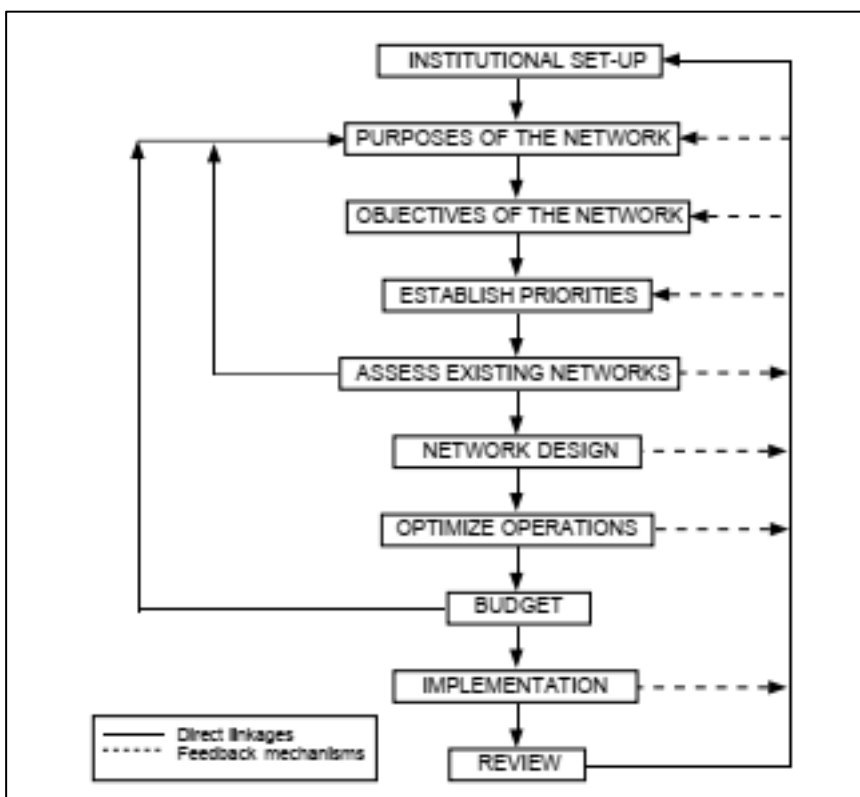 INSTITUTIONAL SET-UP
PURPOSES OF THE NETWORK
OBJECTIVES OF THE NETWORK
ESTABLISH PRIORITIES
ASSESS EXISTING NETWORKS
NETWORK DESIGN
OPTIMIZE OPERATIONS
BUDGET
IMPLEMENTATION
REVIEW
Direct linkages
Feedback mechanisms